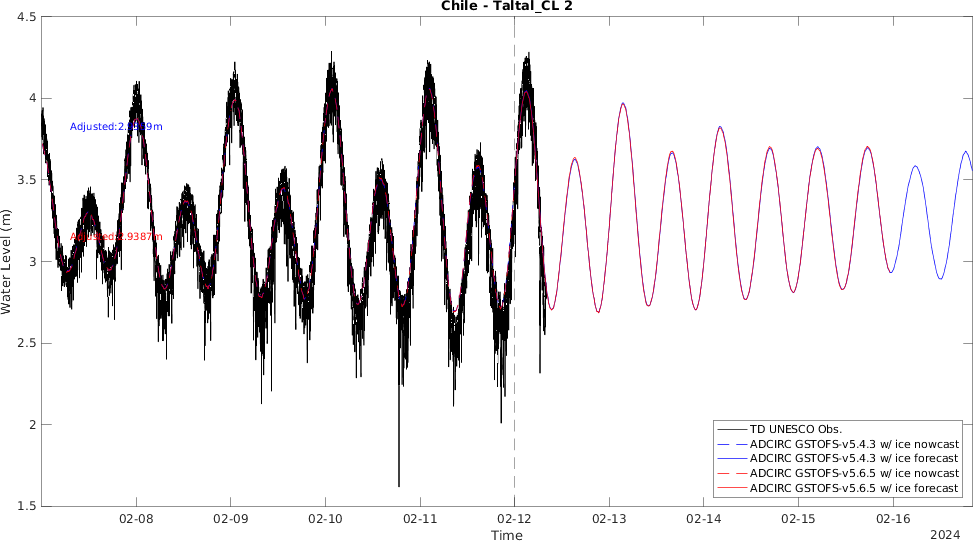 Chile - Taltal_CL 2
Water Level (m)
4.5
4
3.5
3
2.5
2
1.5
Adjusted:2.9387m
02-08
02-09
02-10
02-11
02-12
02-13
02-14
02-15
02-16
Time
2024
TD UNESCO Obs.
ADCIRC GSTOFS-v5.4.3 w/ ice nowcast
ADCIRC GSTOFS-v5.4.3 w/ ice forecast
ADCIRC GSTOFS-v5.6.5 w/ ice nowcast
ADCIRC GSTOFS-v5.6.5 w/ ice forecast